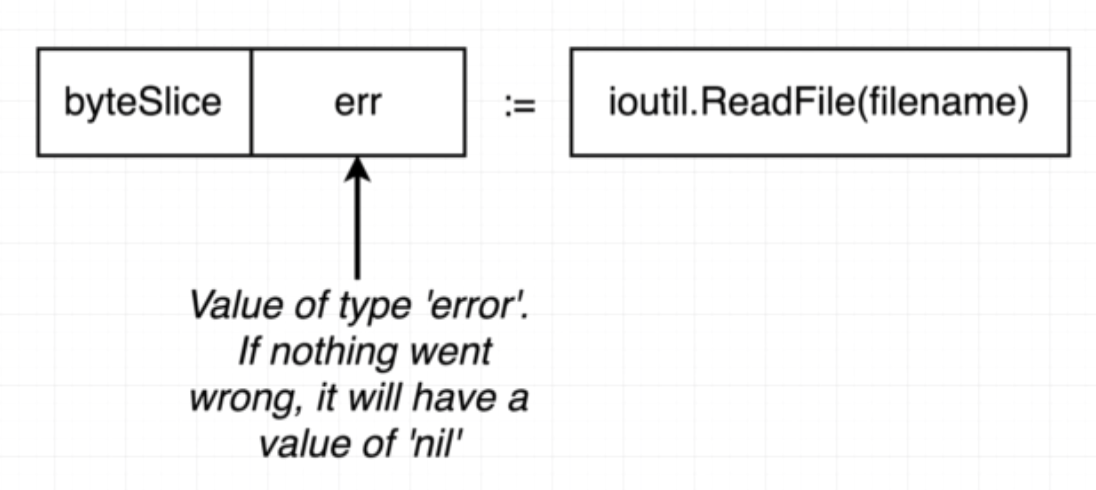 byteSlice err := ioutil.ReadFile(filename)
Value of type 'error'.
If nothing went
wrong, it will have a
value of 'nil'